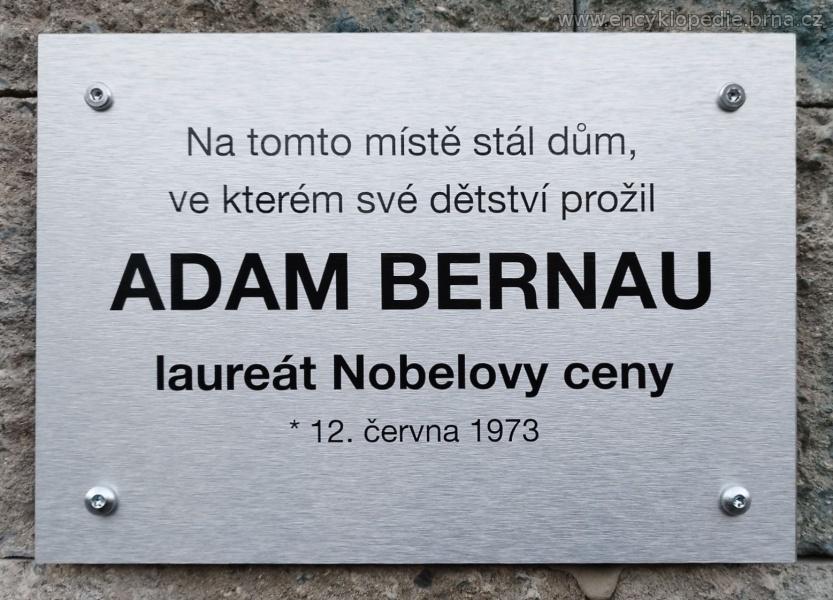 www.encyklopedie.brna.cz
Na tomto místě stál dům,
ve kterém své dětství prožil
ADAM BERNAU
laureát Nobelovy ceny
* 12. června 1973